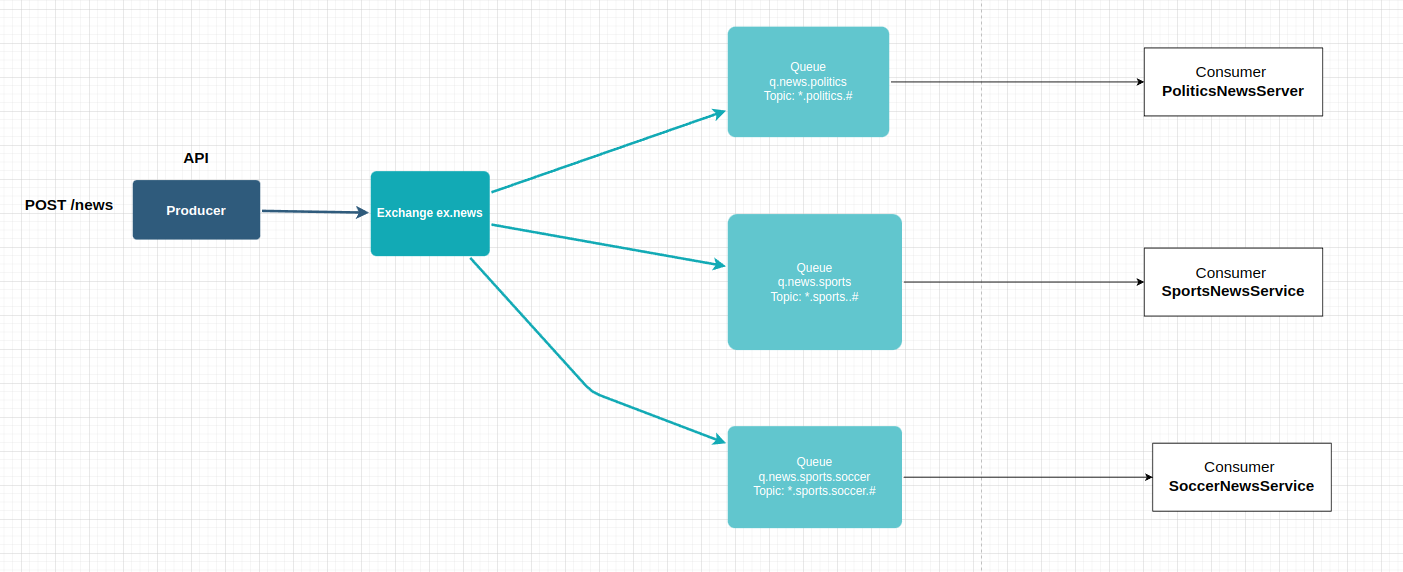 API
POST /news
Producer
Exchange ex.news
Queue
q.news.politics
Topic: *.politics.#
Consumer
PoliticsNewsServer
Queue
q.news.sports
Topic: *.sports..#
Consumer
SportsNewsService
Queue
q.news.sports.soccer
Topic: *.sports.soccer.#
Consumer
SoccerNewsService